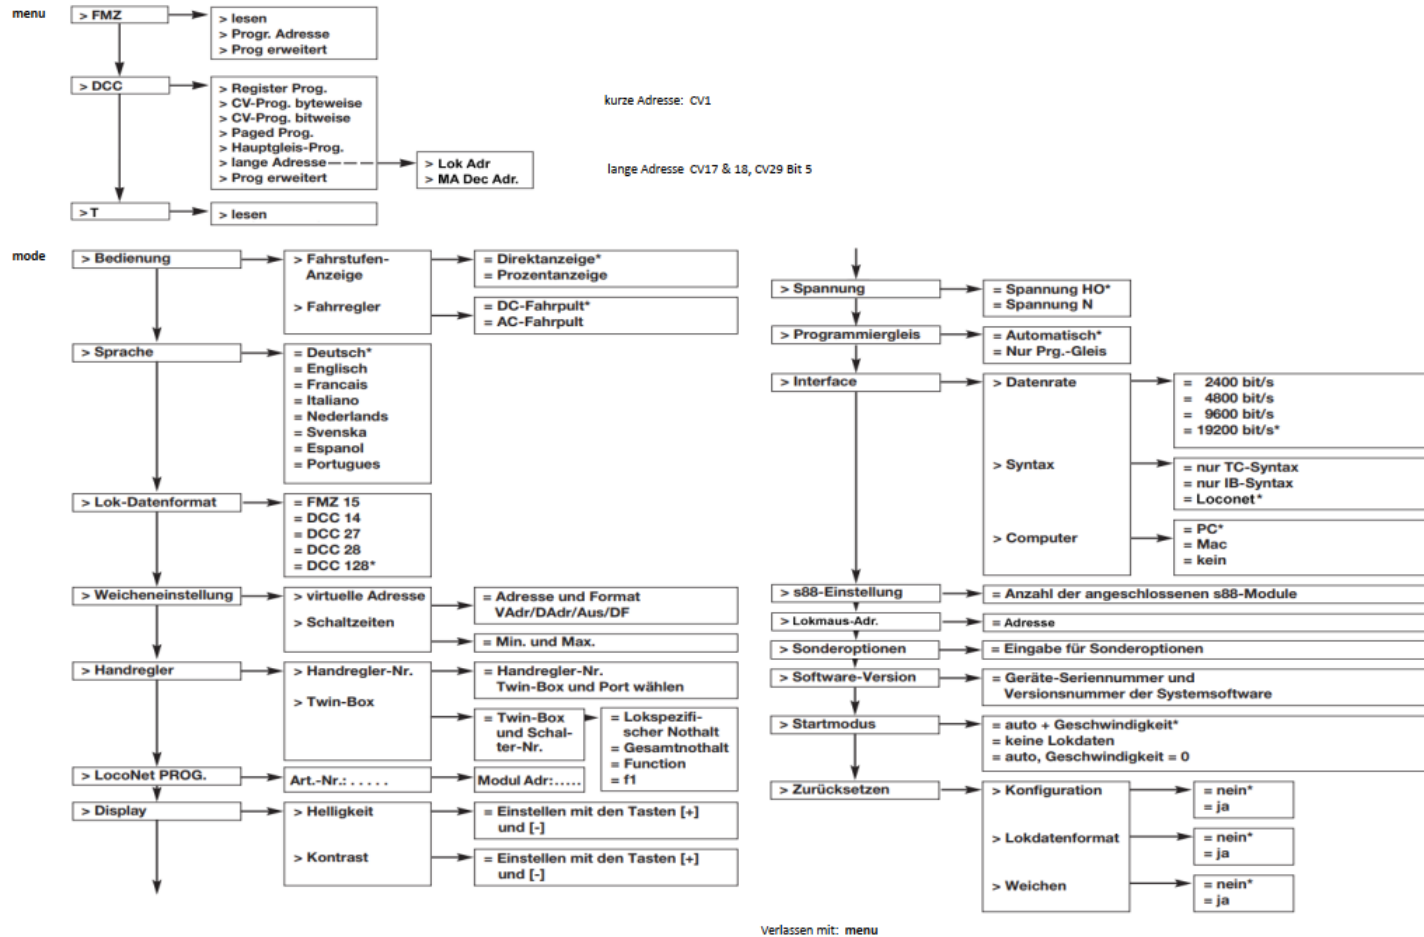 menu
> FMZ
> lesen
> Progr. Adresse
> Prog erweitert
> DCC
> Register Prog.
> CV-Prog. byteweise
> CV-Prog. bitweise
> Paged Prog.
> Hauptgleis-Prog.
> lange Adresse
> Prog erweitert
> Lok Adr
> MA Dec Adr.
kurze Adresse: CV1
lange Adresse CV17 & 18, CV29 Bit 5
>T
> lesen
mode
> Bedienung
> Fahrstufen-
Anzeige
> Fahrregler
= Direktanzeige*
= Prozentanzeige
= DC-Fahrpult*
= AC-Fahrpult
> Sprache
= Deutsch*
= Englisch
= Francais
= Italiano
= Nederlands
= Svenska
= Espanol
= Portugues
> Lok-Datenformat
= FMZ 15
= DCC 14
= DCC 27
= DCC 28
= DCC 128*
> Weicheneinstellung
> virtuelle Adresse
> Schaltzeiten
= Adresse und Format
VAdr/DAdr/Aus/DF
= Min. und Max.
> Handregler
> Handregler-Nr.
> Twin-Box
= Handregler-Nr.
Twin-Box und Port wählen
= Twin-Box
und Schal-
ter-Nr.
= Lokspezifi-
scher Nothalt
= Gesamtnothalt
= Function
= f1
> LocoNet PROG.
Art.-Nr.: . . . . .
Modul Adr:.....
> Display
> Helligkeit
> Kontrast
= Einstellen mit den Tasten [+]
und [-]
= Einstellen mit den Tasten [+]
und [-]
> Spannung
= Spannung HO*
= Spannung N
> Programmiergleis
= Automatisch*
= Nur Prg.-Gleis
> Interface
> Datenrate
= 2400 bit/s
= 4800 bit/s
= 9600 bit/s
= 19200 bit/s*
> Syntax
= nur TC-Syntax
= nur IB-Syntax
= Loconet*
> Computer
= PC*
= Mac
= kein
> s88-Einstellung
= Anzahl der angeschlossenen s88-Module
> Lokmaus-Adr.
= Adresse
> Sonderoptionen
= Eingabe für Sonderoptionen
> Software-Version
= Geräte-Seriennummer und
Versionsnummer der Systemsoftware
> Startmodus
= auto + Geschwindigkeit*
= keine Lokdaten
= auto, Geschwindigkeit = 0
> Zurücksetzen
> Konfiguration
= nein*
= ja
> Lokdatenformat
= nein*
= ja
> Weichen
= nein*
= ja
Verlassen mit: menu